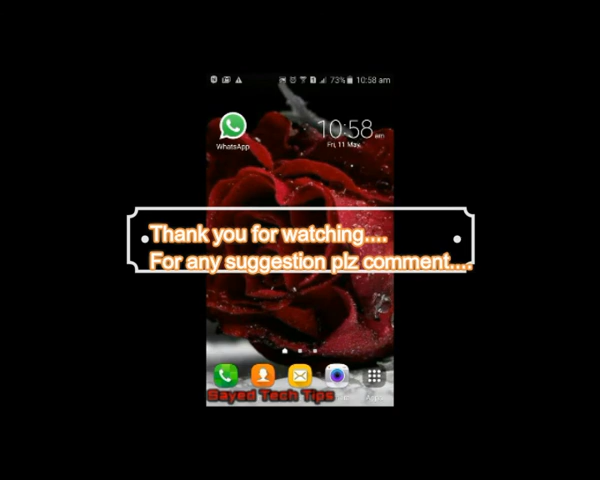 73% 10:58 am
WhatsApp
10:58 am
Fri, 11 May
Thank you for watching....
For any suggestion plz comment....
Sayed Tech Tips